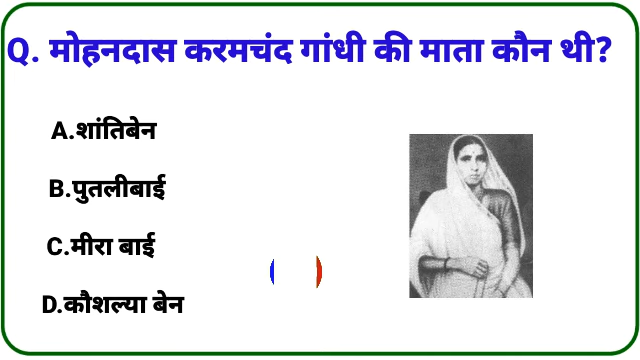 Q. मोहनदास करमचंद गांधी की माता कौन थी?
A.शांतिबेन
B.पुतलीबाई
C.मीरा बाई
D.कौशल्या बेन